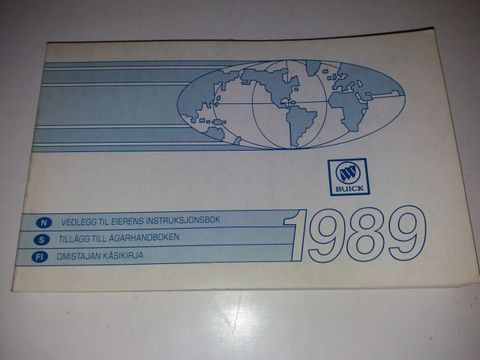 BUICK
N VEDLEGG TIL EIERENS INSTRUKSJONSBOK
S TILLÄGG TILL ÄGARHANDBOKEN
FI OMISTAJAN KÄSIKIRJA
1989